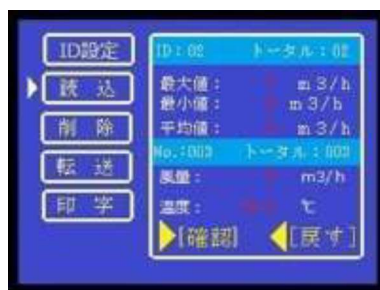 ID設定
読 込
削 除
転 送
印 字
ID:02 トータル:02
最大値: m3/h
最小値: m3/h
平均値: m3/h
No.:003 トータル:003
風量: m3/h
温度: ℃
[確認] [戻す]